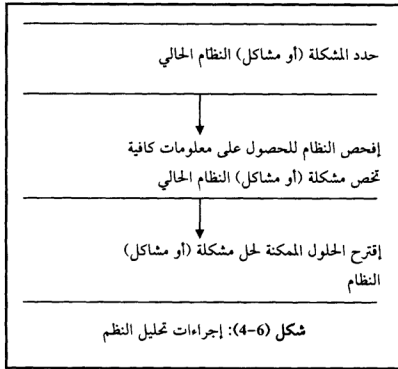 حدد المشكلة (أو مشاكل) النظام الحالي
إفحص النظام للحصول على معلومات كافية
تخص مشكلة (أو مشاكل) النظام الحالي
إقترح الحلول الممكنة لحل مشكلة (أو مشاكل)
النظام
شكل (6-4): إجراءات تحليل النظم